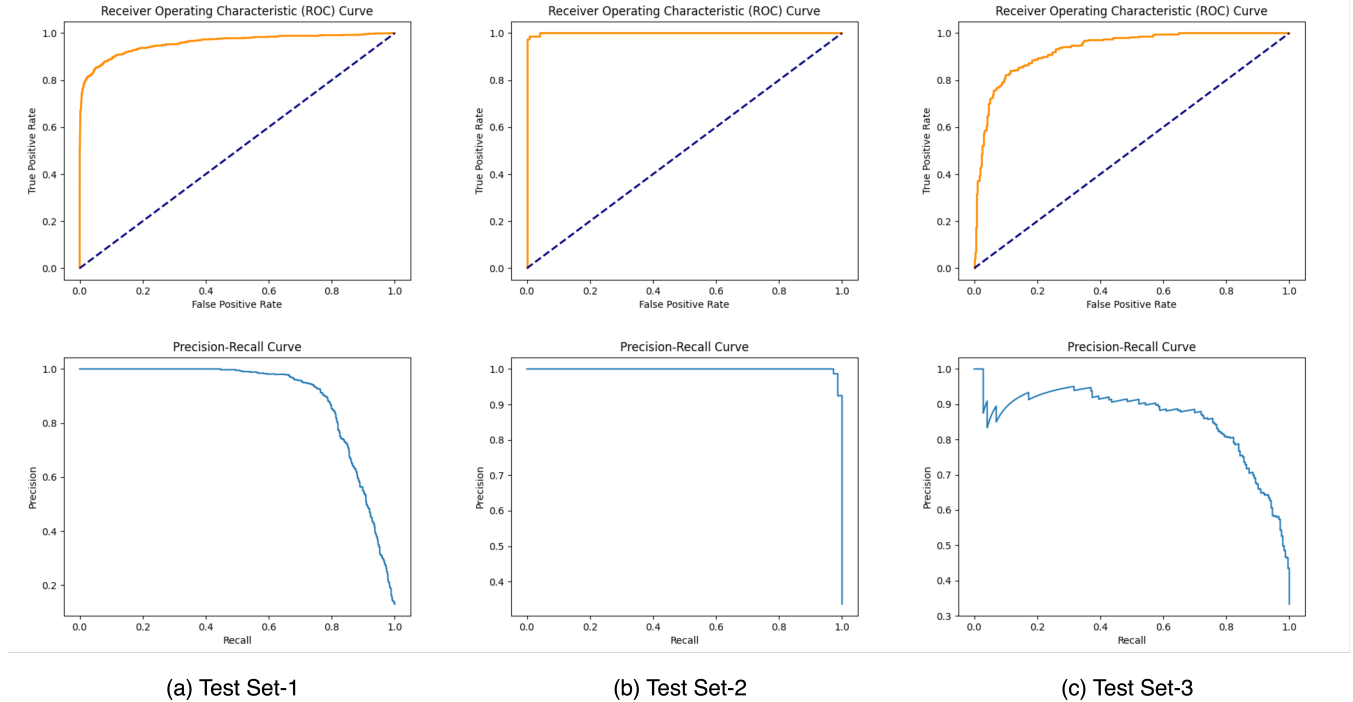 Receiver Operating Characteristic (ROC) Curve
True Positive Rate
1.0
0.8
0.6
0.4
0.2
0.0
0.0 0.2 0.4 0.6 0.8 1.0
False Positive Rate
Receiver Operating Characteristic (ROC) Curve
True Positive Rate
1.0
0.8
0.6
0.4
0.2
0.0
0.0 0.2 0.4 0.6 0.8 1.0
False Positive Rate
Receiver Operating Characteristic (ROC) Curve
True Positive Rate
1.0
0.8
0.6
0.4
0.2
0.0
0.0 0.2 0.4 0.6 0.8 1.0
False Positive Rate
Precision-Recall Curve
Precision
1.0
0.8
0.6
0.4
0.2
0.0 0.2 0.4 0.6 0.8 1.0
Recall
Precision-Recall Curve
Precision
1.0
0.9
0.8
0.7
0.6
0.5
0.4
0.0 0.2 0.4 0.6 0.8 1.0
Recall
Precision-Recall Curve
Precision
1.0
0.9
0.8
0.7
0.6
0.5
0.4
0.3
0.0 0.2 0.4 0.6 0.8 1.0
Recall
(a) Test Set-1
(b) Test Set-2
(c) Test Set-3